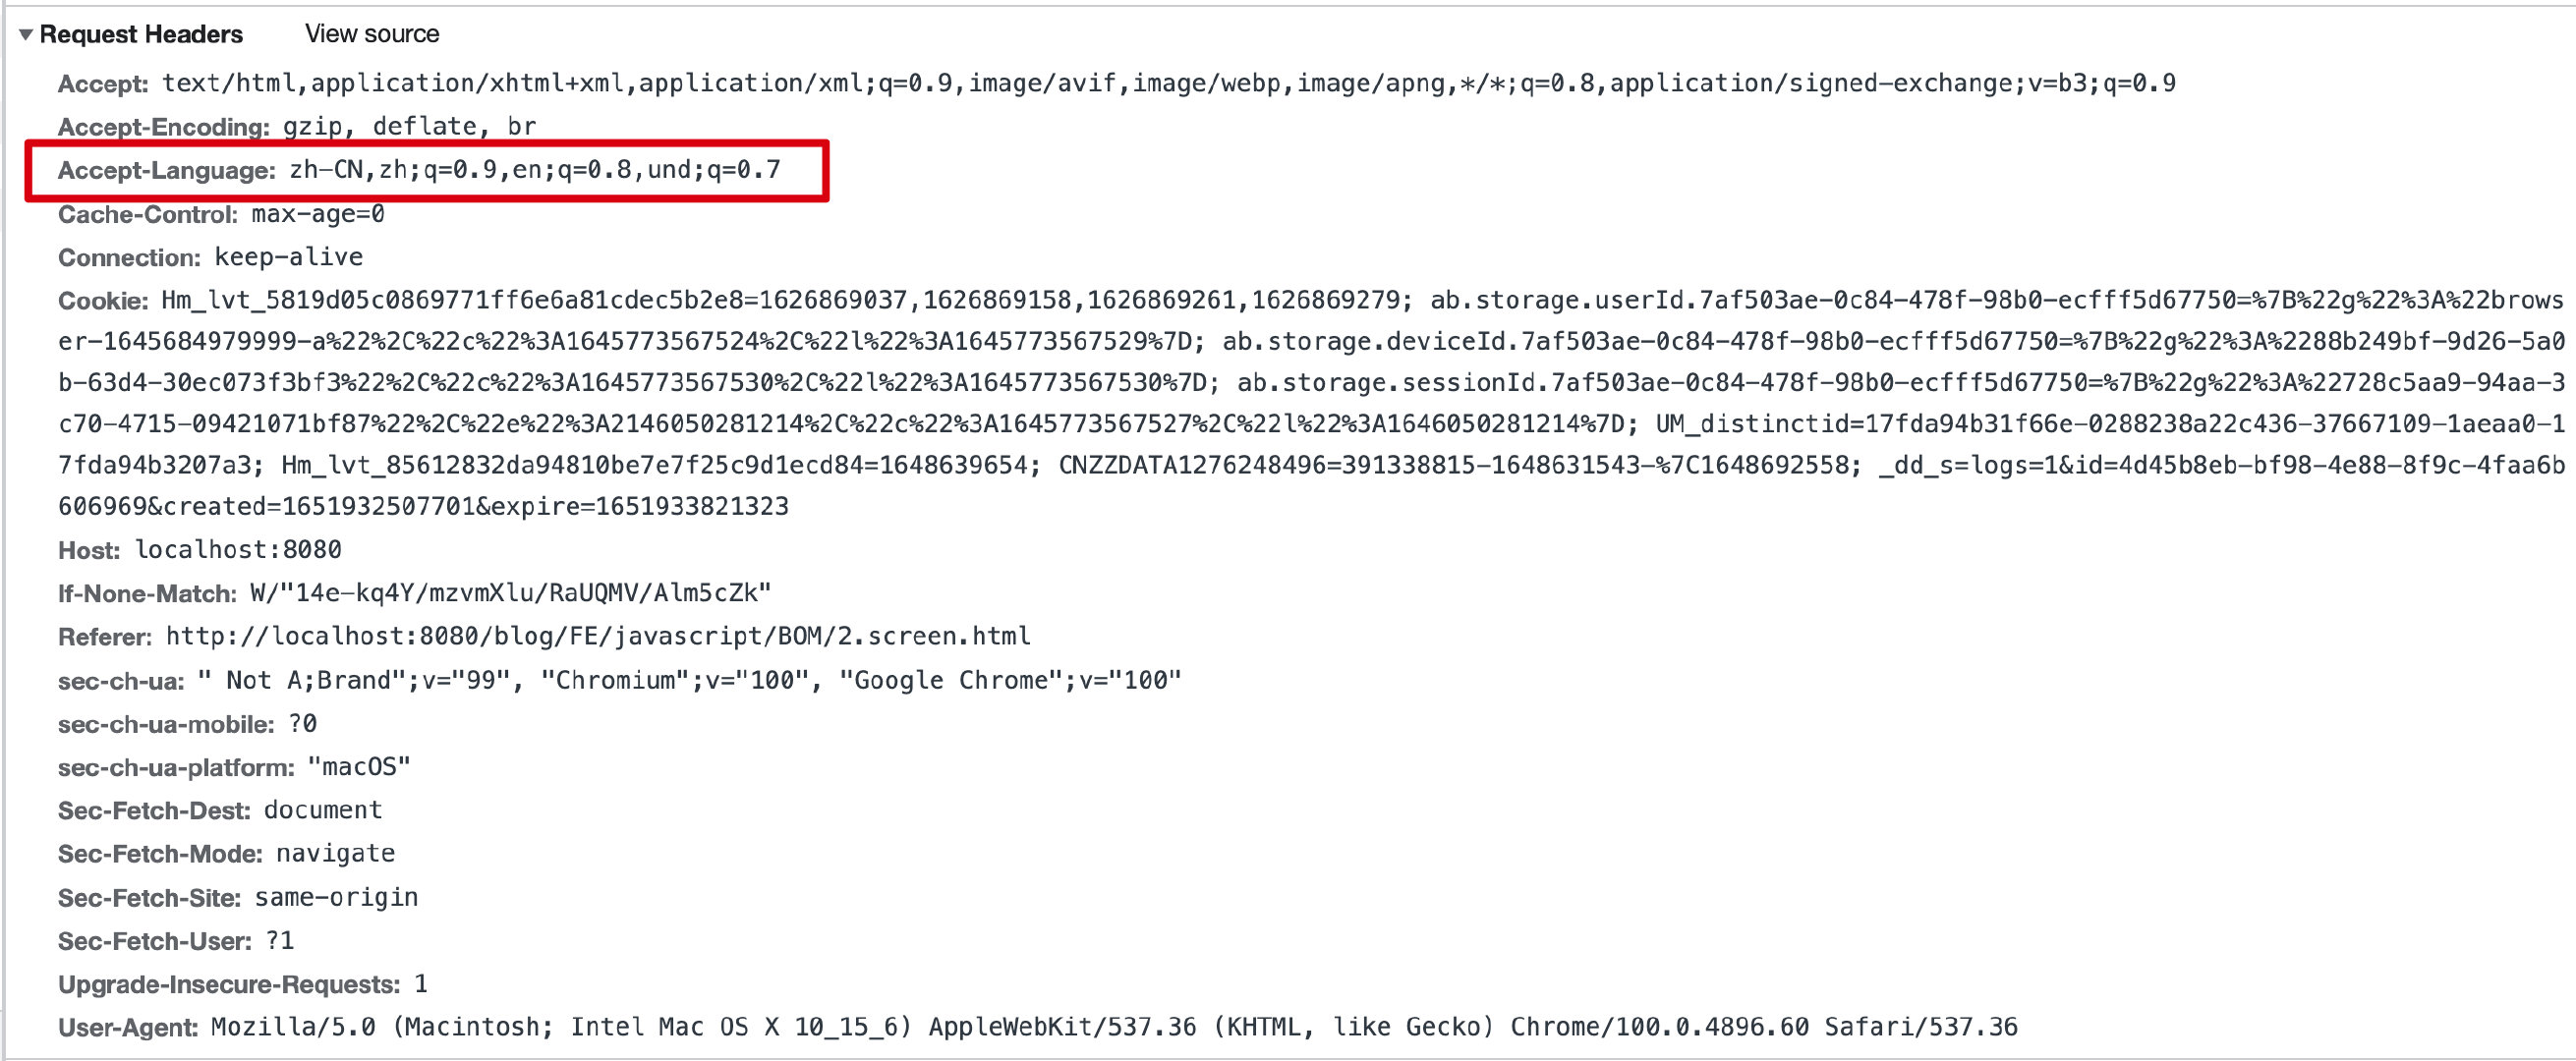 ▼ Request Headers View source
Accept: text/html,application/xhtml+xml,application/xml;q=0.9,image/avif,image/webp,image/apng,*/*;q=0.8,application/signed-exchange;v=b3;q=0.9
Accept-Encoding: gzip, deflate, br
Accept-Language: zh-CN,zh;q=0.9,en;q=0.8,und;q=0.7
Cache-Control: max-age=0
Connection: keep-alive
Cookie: Hm_lvt_5819d05c0869771ff6e6a81cdec5b2e8=1626869037,1626869158,1626869261,1626869279; ab.storage.userId.7af503ae-0c84-478f-98b0-ecfff5d67750=%7B%22g%22%3A%22brows
er-1645684979999-a%22%2C%22c%22%3A1645773567524%2C%22l%22%3A1645773567529%7D; ab.storage.deviceId.7af503ae-0c84-478f-98b0-ecfff5d67750=%7B%22g%22%3A%2288b249bf-9d26-5a0
b-63d4-30ec073f3bf3%22%2C%22c%22%3A1645773567530%2C%22l%22%3A1645773567530%7D; ab.storage.sessionId.7af503ae-0c84-478f-98b0-ecfff5d67750=%7B%22g%22%3A%22728c5aa9-94aa-3
c70-4715-09421071bf87%22%2C%22e%22%3A2146050281214%2C%22c%22%3A1645773567527%2C%22l%22%3A1646050281214%7D; UM_distinctid=17fda94b31f66e-0288238a22c436-37667109-1aeaa0-1
7fda94b3207a3; Hm_lvt_85612832da94810be7e7f25c9d1ecd84=1648639654; CNZZDATA1276248496=391338815-1648631543-%7C1648692558; _dd_s=logs=1&id=4d45b8eb-bf98-4e88-8f9c-4faa6b
606969&created=1651932507701&expire=1651933821323
Host: localhost:8080
If-None-Match: W/"14e-kq4Y/mzvmXlu/RaUQMV/Alm5cZk"
Referer: http://localhost:8080/blog/FE/javascript/BOM/2.screen.html
sec-ch-ua: " Not A;Brand";v="99", "Chromium";v="100", "Google Chrome";v="100"
sec-ch-ua-mobile: ?0
sec-ch-ua-platform: "macOS"
Sec-Fetch-Dest: document
Sec-Fetch-Mode: navigate
Sec-Fetch-Site: same-origin
Sec-Fetch-User: ?1
Upgrade-Insecure-Requests: 1
User-Agent: Mozilla/5.0 (Macintosh; Intel Mac OS X 10_15_6) AppleWebKit/537.36 (KHTML, like Gecko) Chrome/100.0.4896.60 Safari/537.36